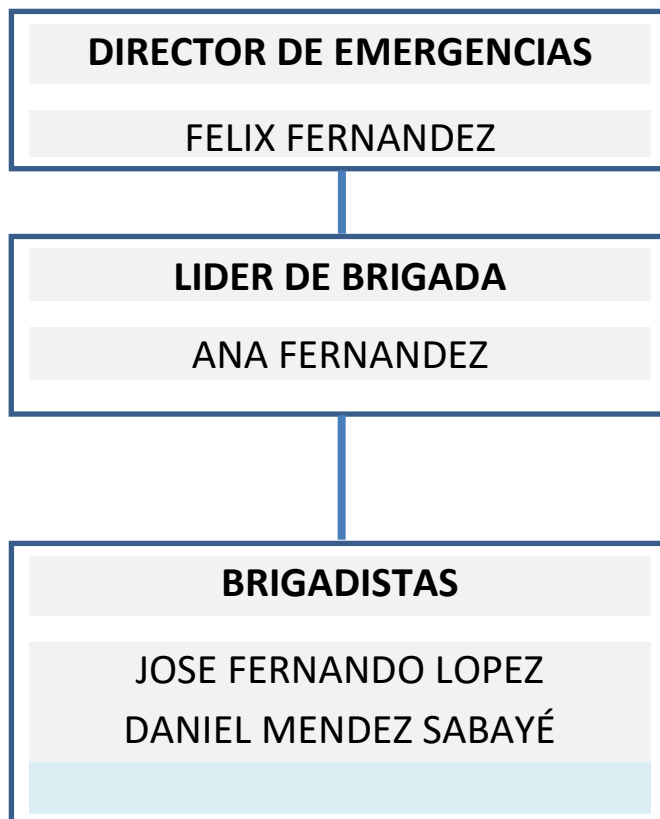 DIRECTOR DE EMERGENCIAS
FELIX FERNANDEZ
LIDER DE BRIGADA
ANA FERNANDEZ
BRIGADISTAS
JOSE FERNANDO LOPEZ
DANIEL MENDEZ SABAYÉ